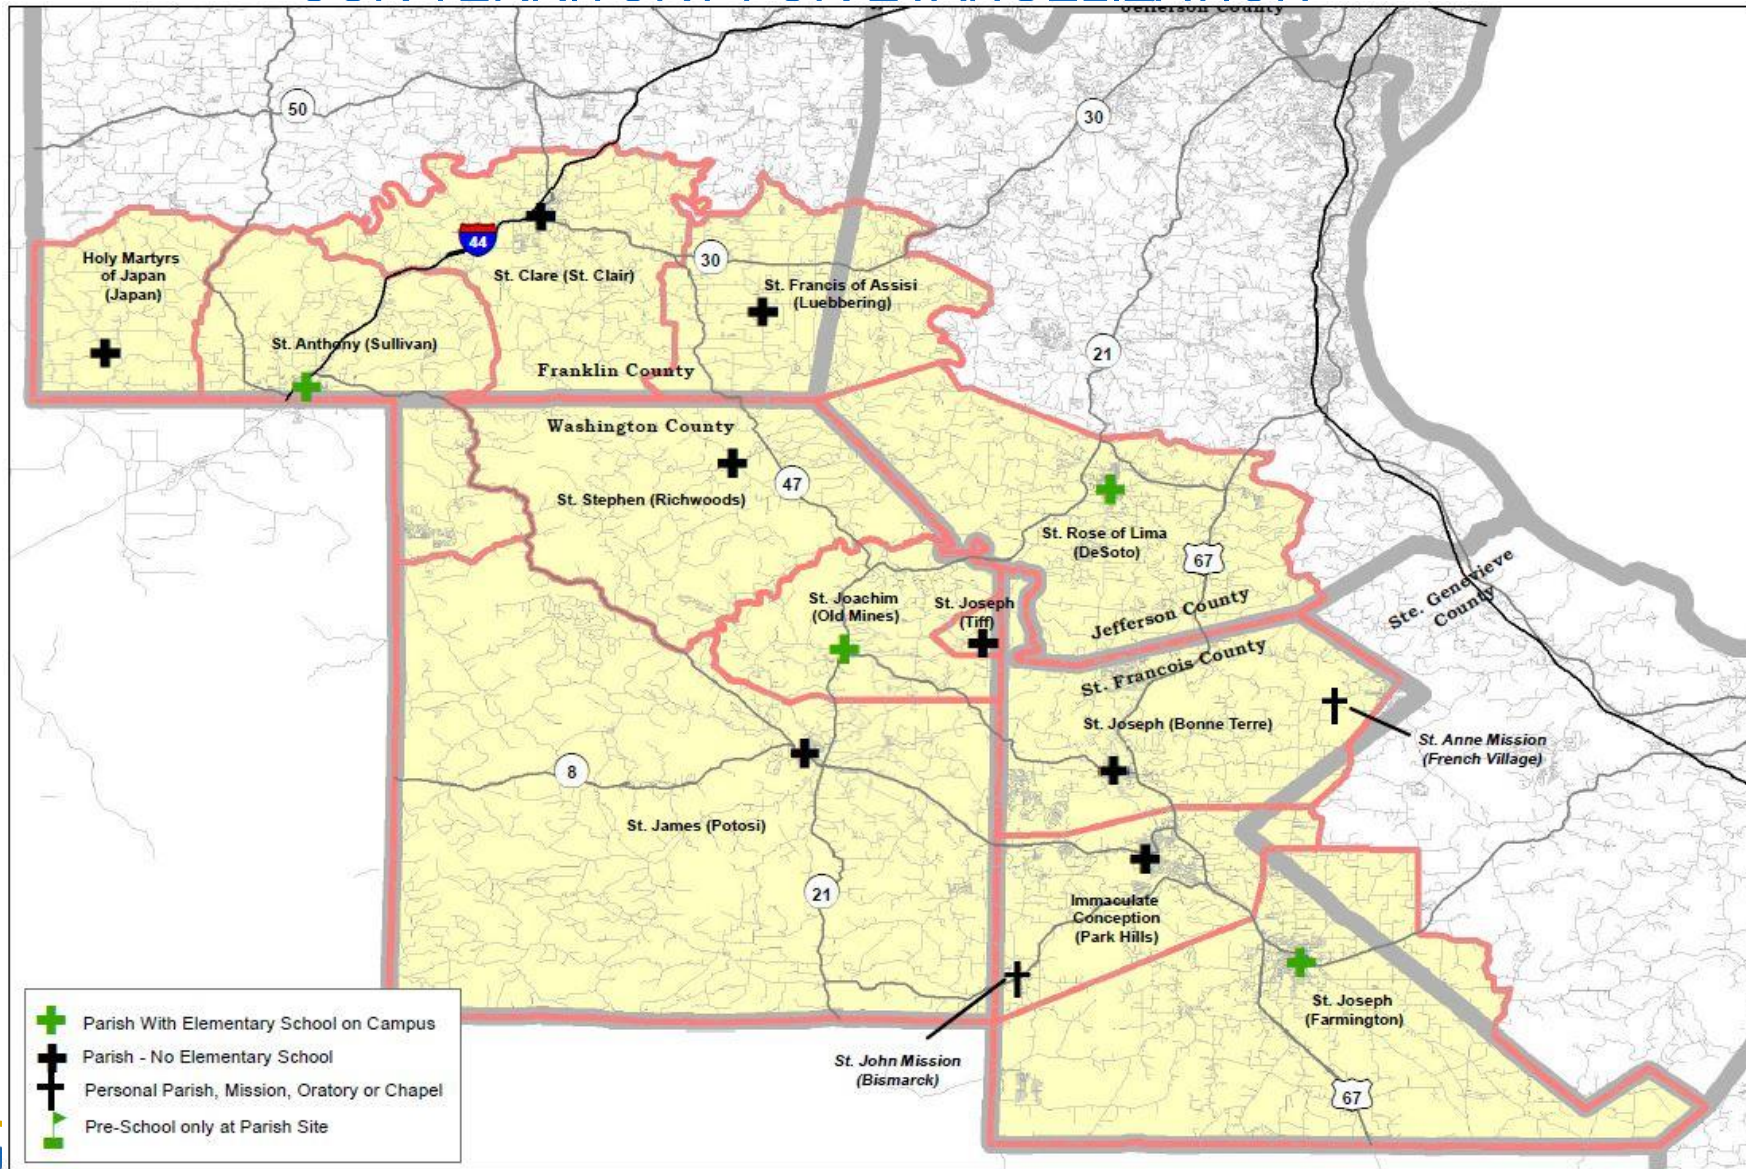 Jefferson County
50
30
44
Holy Martyrs
of Japan
(Japan)
St. Clare (St. Clair)
30
St. Francis of Assisi
(Luebbering)
St. Anthony (Sullivan)
21
Franklin County
Washington County
St. Stephen (Richwoods)
47
St. Rose of Lima
(DeSoto)
67
Ste. Genevieve
County
St. Joachim
(Old Mines)
St. Joseph
(Tiff)
Jefferson County
St. Francois County
St. Joseph (Bonne Terre)
St. Anne Mission
(French Village)
8
St. James (Potosi)
21
Immaculate
Conception
(Park Hills)
St. Joseph
(Farmington)
St. John Mission
(Bismarck)
67
Parish With Elementary School on Campus
Parish - No Elementary School
Personal Parish, Mission, Oratory or Chapel
Pre-School only at Parish Site